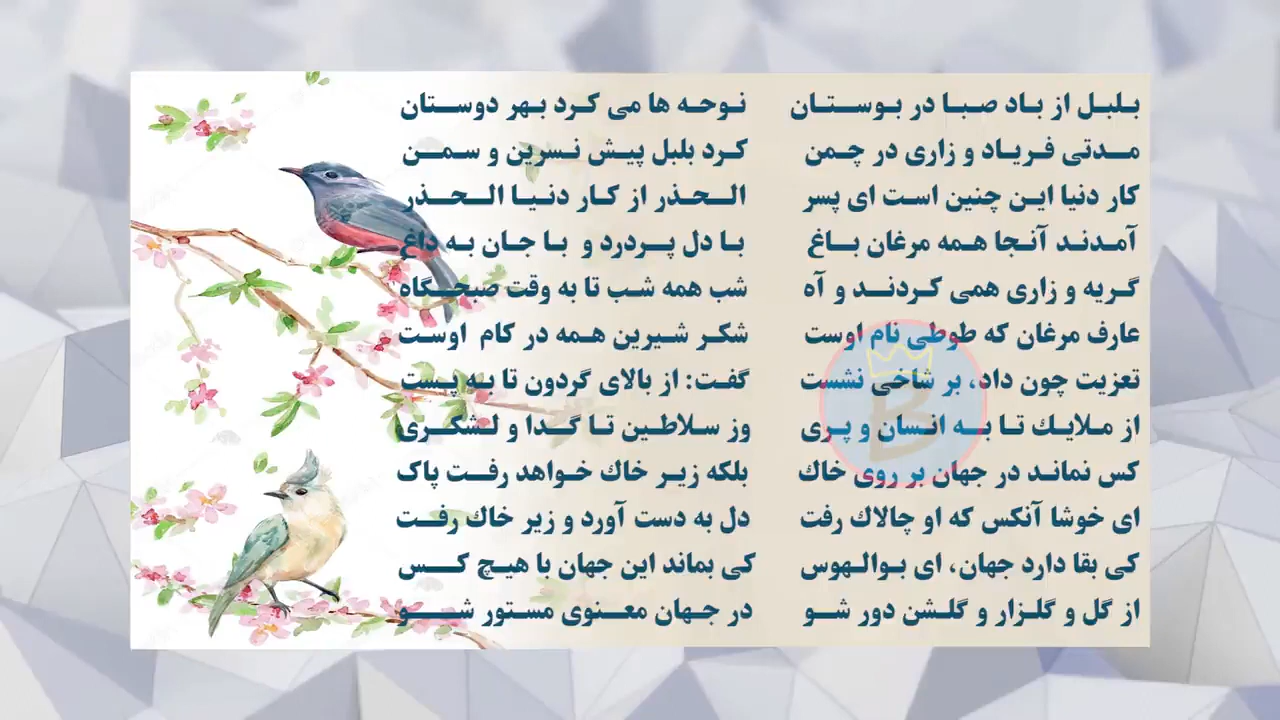 بلبل از باد صبا در بوستان نوحه ها می کرد بهر دوستان
مدتی فریاد و زاری در چمن کرد بلبل پیش نسرین و سمن
کار دنیا این چنین است ای پسر الحذر از کار دنیا الحذر
آمدند آنجا همه مرغان باغ با دل پردرد و با جان به داغ
گریه و زاری همی کردند و آه شب همه شب تا به وقت صبحگاه
عارف مرغان که طوطی نام اوست شکر شیرین همه در کام اوست
تعزیت چون داد، بر شاخی نشست گفت: از بالای گردون تا به پست
از ملایک تا به انسان و پری وز سلاطین تا گدا و لشکری
کس نماند در جهان بر روی خاک بلکه زیر خاک خواهد رفت پاک
ای خوشا آنکس که او چالاک رفت دل به دست آورد و زیر خاک رفت
کی بقا دارد جهان، ای بوالهوس کی بماند این جهان با هیچ کس
از گل و گلزار و گلشن دور شو در جهان معنوی مستور شو
B